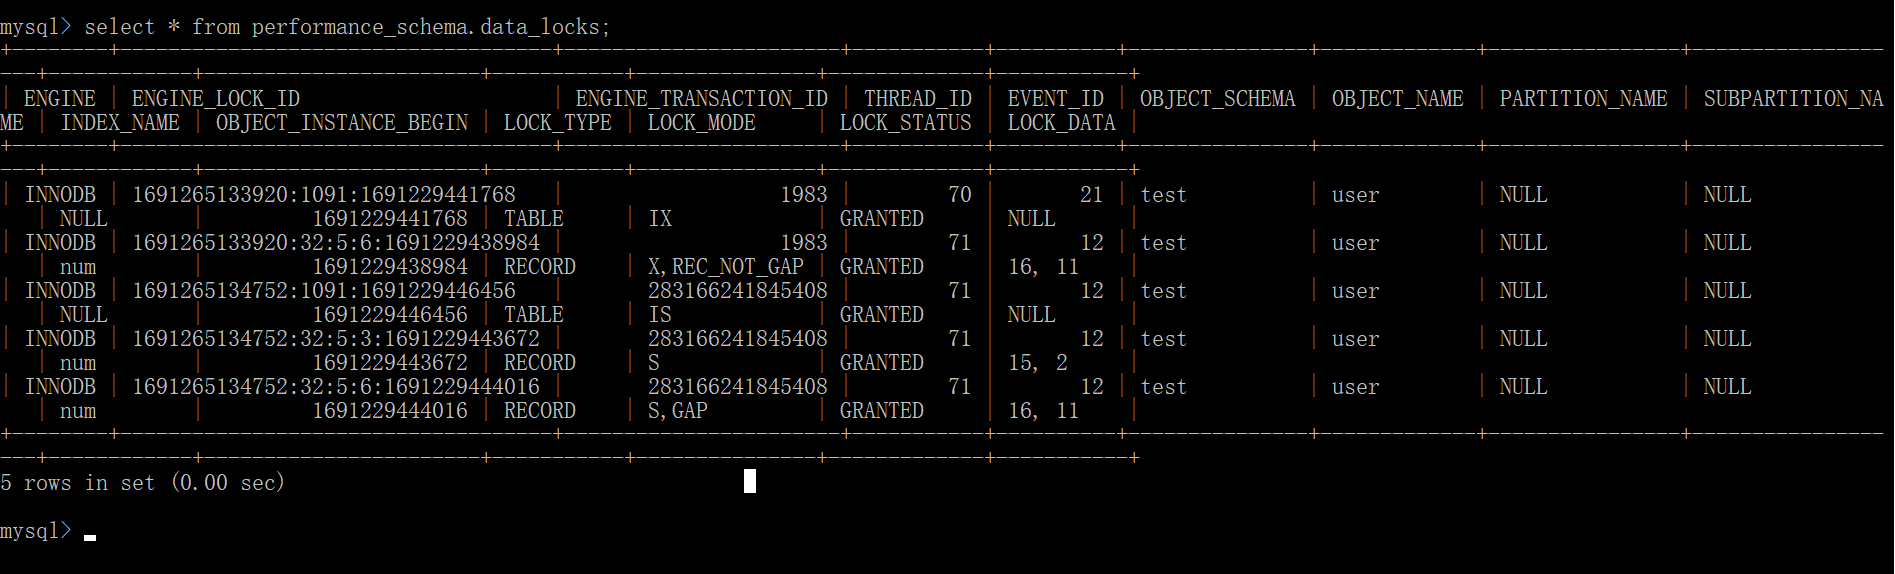 mysql> select * from performance_schema.data_locks;
+--------+------------------------------------+-----------------------+-----------+----------+---------------+-------------+----------------+----------------
---+------------+-----------------------+-----------+---------------+-------------+-----------+
| ENGINE | ENGINE_LOCK_ID | ENGINE_TRANSACTION_ID | THREAD_ID | EVENT_ID | OBJECT_SCHEMA | OBJECT_NAME | PARTITION_NAME | SUBPARTITION_NA
ME | INDEX_NAME | OBJECT_INSTANCE_BEGIN | LOCK_TYPE | LOCK_MODE | LOCK_STATUS | LOCK_DATA |
+--------+------------------------------------+-----------------------+-----------+----------+---------------+-------------+----------------+----------------
---+------------+-----------------------+-----------+---------------+-------------+-----------+
| INNODB | 1691265133920:1091:1691229441768 | 1983 | 70 | 21 | test | user | NULL | NULL
| NULL | 1691229441768 | TABLE | IX | GRANTED | NULL |
| INNODB | 1691265133920:32:5:6:1691229438984 | 1983 | 71 | 12 | test | user | NULL | NULL
| num | 1691229438984 | RECORD | X,REC_NOT_GAP | GRANTED | 16, 11 |
| INNODB | 1691265134752:1091:1691229446456 | 283166241845408 | 71 | 12 | test | user | NULL | NULL
| NULL | 1691229446456 | TABLE | IS | GRANTED | NULL |
| INNODB | 1691265134752:32:5:3:1691229443672 | 283166241845408 | 71 | 12 | test | user | NULL | NULL
| num | 1691229443672 | RECORD | S | GRANTED | 15, 2 |
| INNODB | 1691265134752:32:5:6:1691229444016 | 283166241845408 | 71 | 12 | test | user | NULL | NULL
| num | 1691229444016 | RECORD | S,GAP | GRANTED | 16, 11 |
+--------+------------------------------------+-----------------------+-----------+----------+---------------+-------------+----------------+----------------
---+------------+-----------------------+-----------+---------------+-------------+-----------+
5 rows in set (0.00 sec)
mysql>